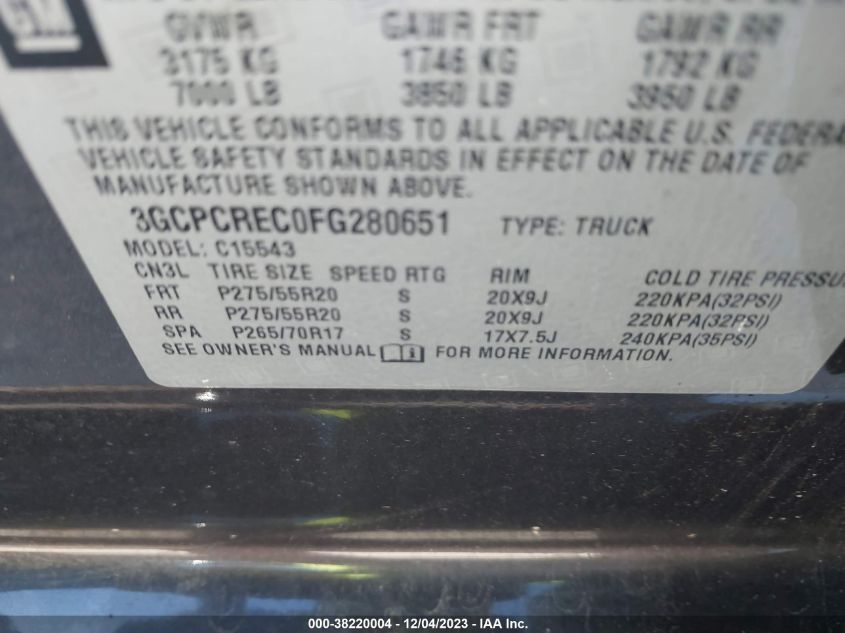 GM
GVWR GAWR FRT GAWR RR
3175 KG 1746 KG 1792 KG
7000 LB 3850 LB 3950 LB
THIS VEHICLE CONFORMS TO ALL APPLICABLE U.S. FEDERA
VEHICLE SAFETY STANDARDS IN EFFECT ON THE DATE OF
MANUFACTURE SHOWN ABOVE.
3GCPCREC0FG280651 TYPE: TRUCK
MODEL: C15543
CN3L TIRE SIZE SPEED RTG RIM COLD TIRE PRESSU
FRT P275/55R20 S 20X9J 220KPA(32PSI)
RR P275/55R20 S 20X9J 220KPA(32PSI)
SPA P265/70R17 S 17X7.5J 240KPA(35PSI)
SEE OWNER'S MANUAL FOR MORE INFORMATION.
000-38220004 - 12/04/2023 - IAA Inc.